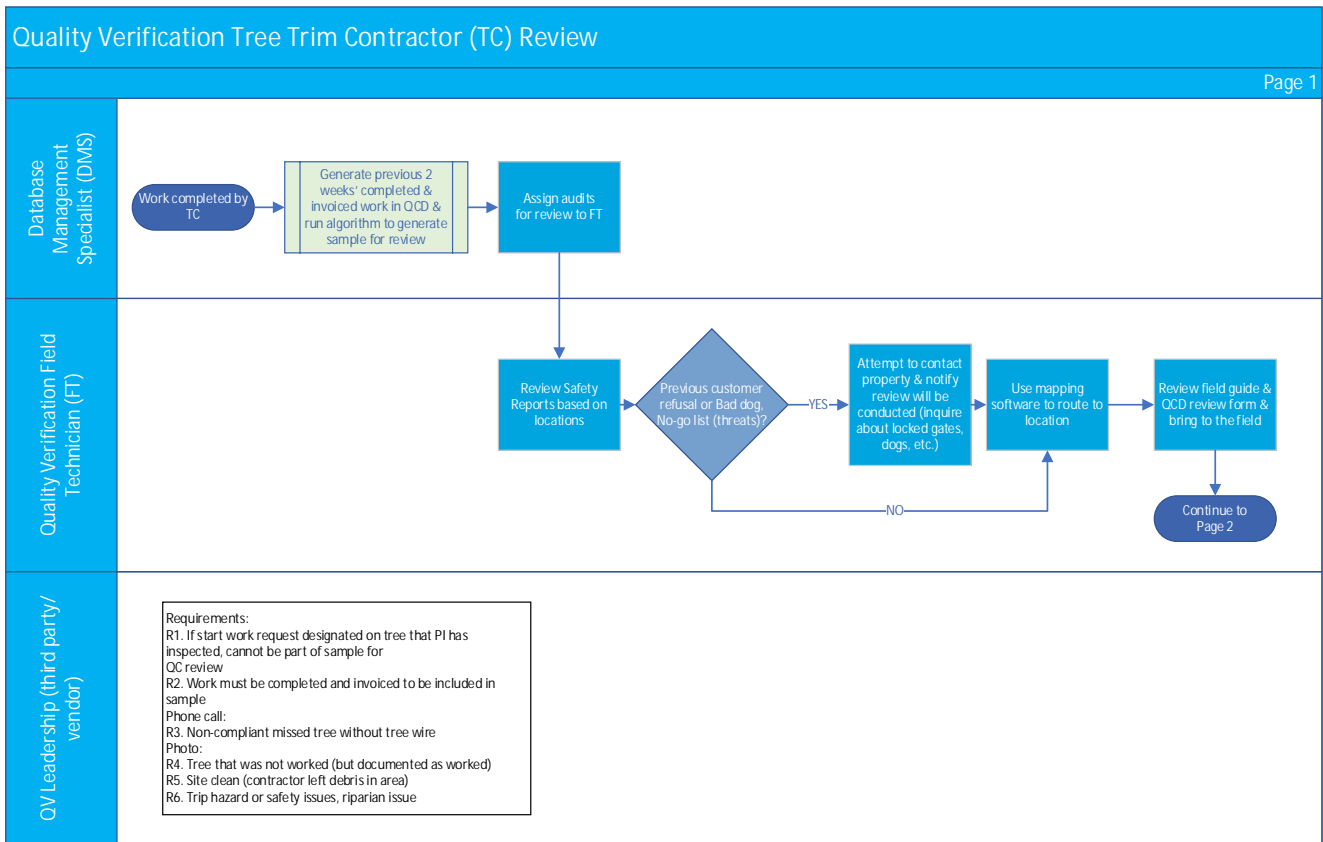 Quality Verification Tree Trim Contractor (TC) Review
Page 1
Database
Management
Specialist (DMS)
Work completed by
TC
Generate previous 2
weeks’ completed &
invoiced work in QCD &
run algorithm to generate
sample for review
Assign audits
for review to FT
Quality Verification Field
Technician (FT)
Review Safety
Reports based on
locations
Previous customer
refusal or Bad dog,
No-go list (threats)?
YES
Attempt to contact
property & notify
review will be
conducted (inquire
about locked gates,
dogs, etc.)
Use mapping
software to route to
location
Review field guide &
QCD review form &
bring to the field
NO
Continue to
Page 2
QV Leadership (third party/
vendor)
Requirements:
R1. If start work request designated on tree that PI has
inspected, cannot be part of sample for
QC review
R2. Work must be completed and invoiced to be included in
sample
Phone call:
R3. Non-compliant missed tree without tree wire
Photo:
R4. Tree that was not worked (but documented as worked)
R5. Site clean (contractor left debris in area)
R6. Trip hazard or safety issues, riparian issue